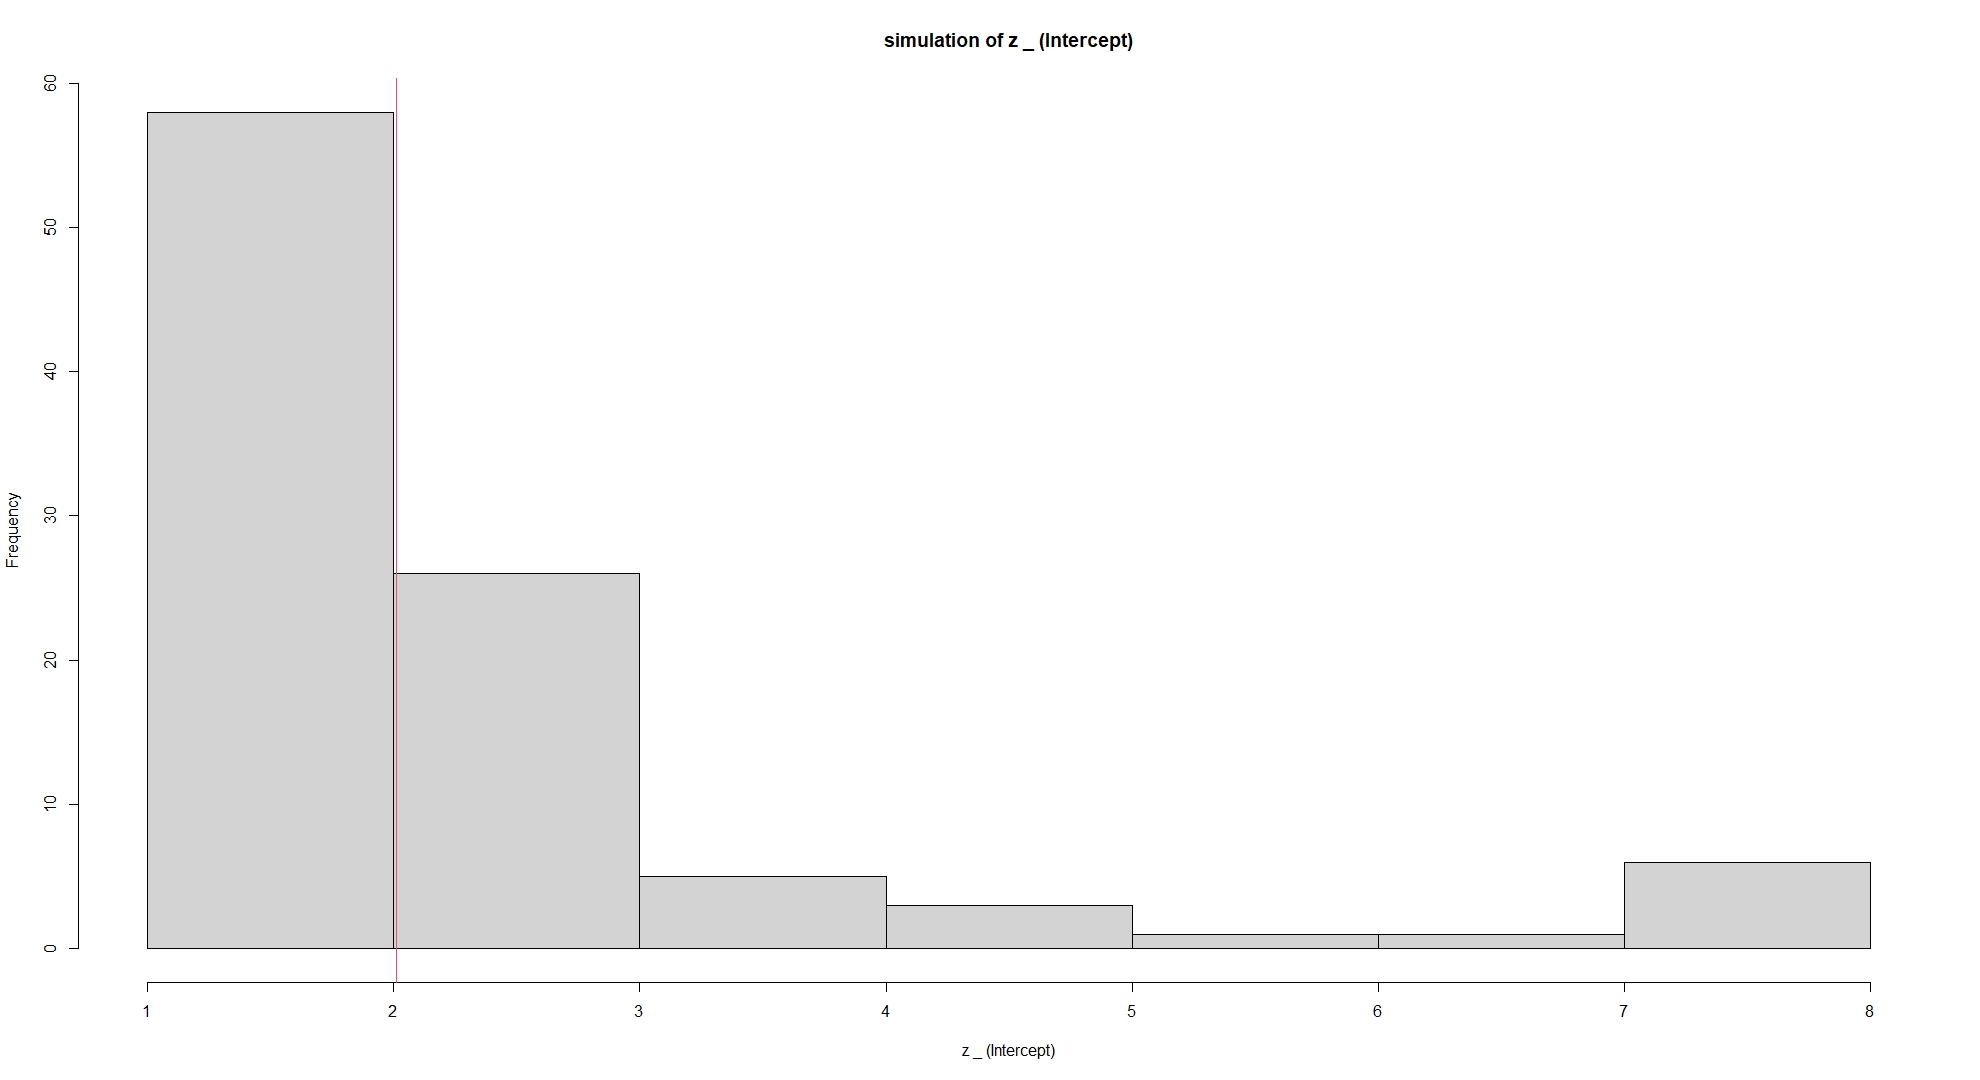 simulation of z _ (Intercept)
60
50
40
30
20
10
0
Frequency
1 2 3 4 5 6 7 8
z _ (Intercept)